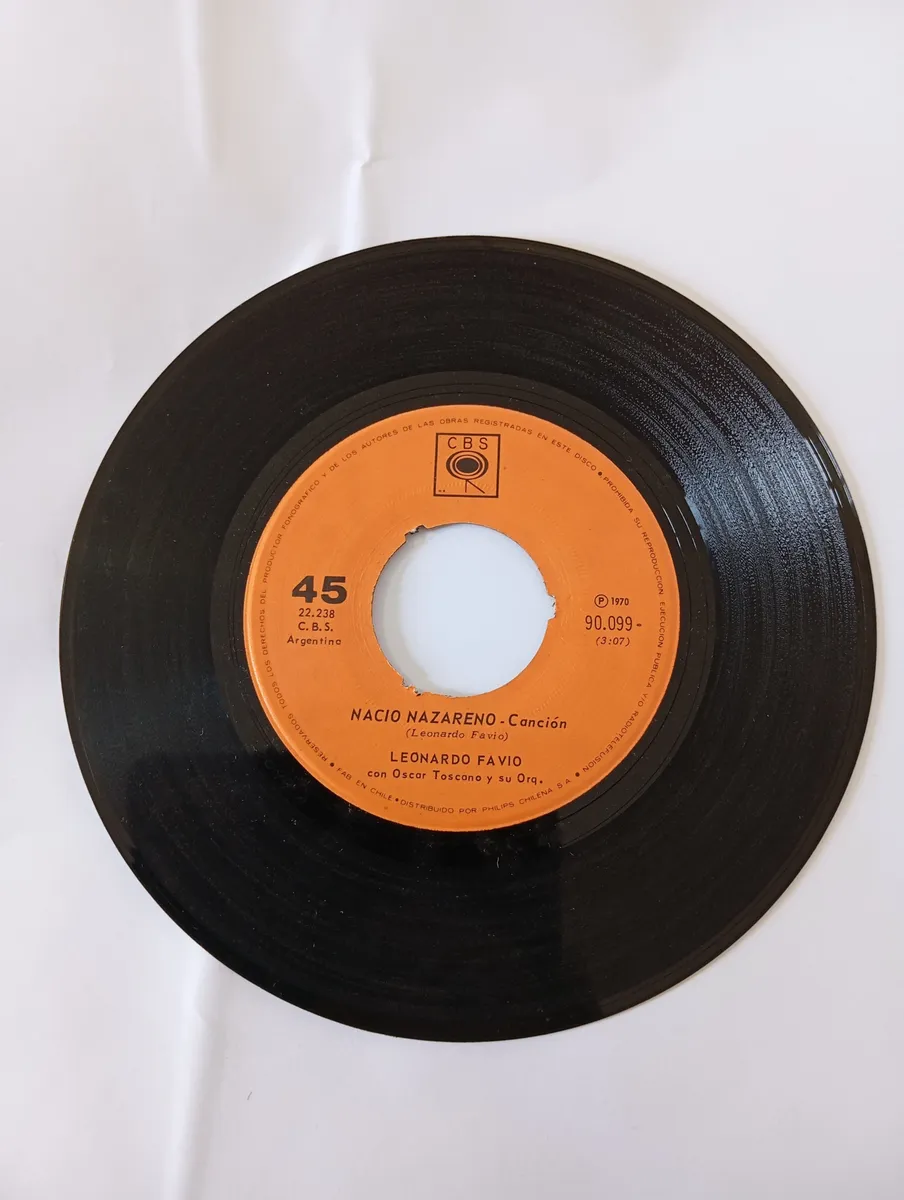 CBS
RESERVADOS TODOS LOS DERECHOS DEL PRODUCTOR FONOGRAFICO Y DE LOS AUTORES DE LAS OBRAS REGISTRADAS EN ESTE DISCO • PROHIBIDA SU REPRODUCCION EJECUCION PUBLICA Y/O RADIOTELEFUSION •
45
22.238
C.B.S.
Argentina
℗ 1970
90.099-
(3:07)
NACIO NAZARENO - Canción
(Leonardo Favio)
LEONARDO FAVIO
con Oscar Toscano y su Orq.
• FAB EN CHILE • DISTRIBUIDO POR PHILIPS CHILENA S.A.